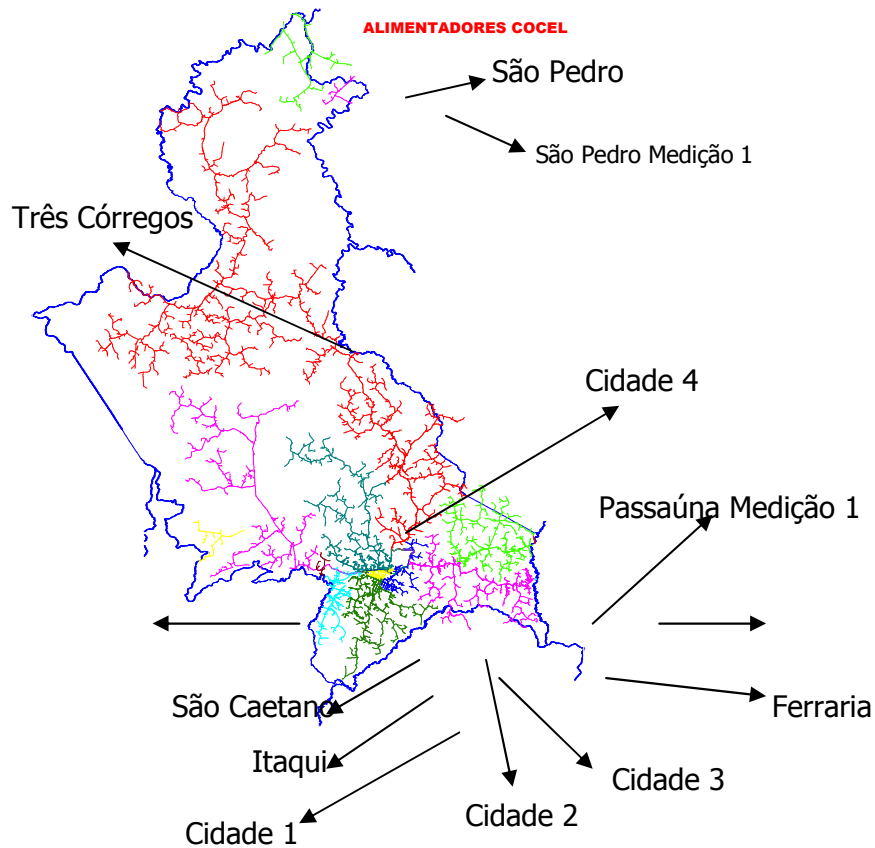 ALIMENTADORES COCEL
São Pedro
São Pedro Medição 1
Três Córregos
Cidade 4
Passaúna Medição 1
São Caetano
Ferraria
Itaqui
Cidade 3
Cidade 2
Cidade 1